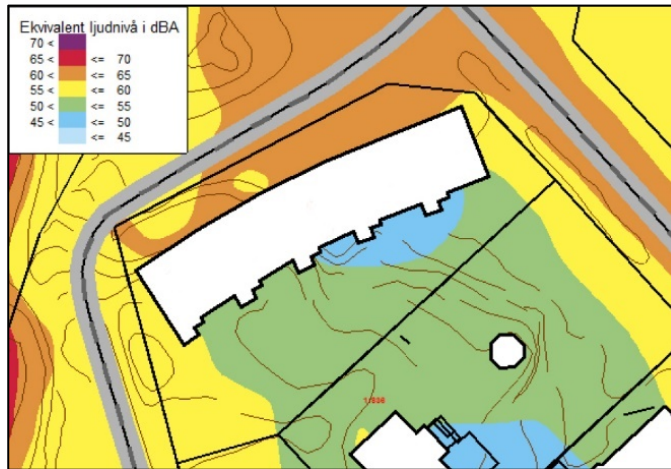 Ekvivalent ljudnivå i dBA
70 <
65 < <= 70
60 < <= 65
55 < <= 60
50 < <= 55
45 < <= 50
<= 45